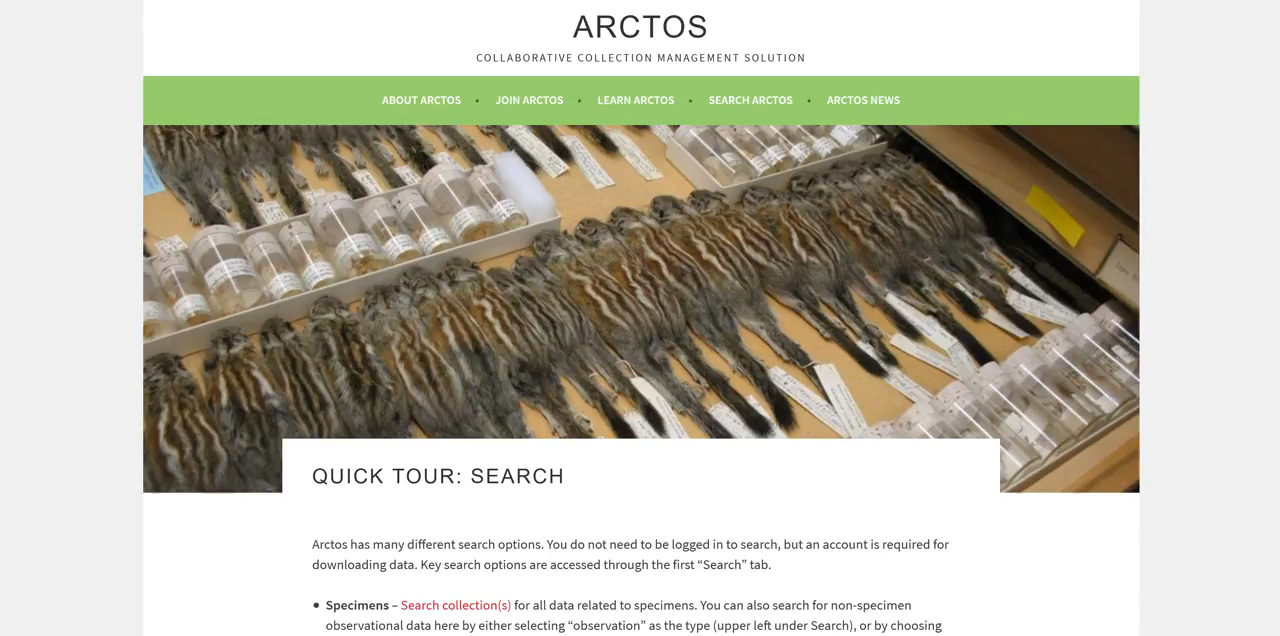 ARCTOS
COLLABORATIVE COLLECTION MANAGEMENT SOLUTION
ABOUT ARCTOS • JOIN ARCTOS • LEARN ARCTOS • SEARCH ARCTOS • ARCTOS NEWS
QUICK TOUR: SEARCH
Arctos has many different search options. You do not need to be logged in to search, but an account is required for
downloading data. Key search options are accessed through the first “Search” tab.
• Specimens – Search collection(s) for all data related to specimens. You can also search for non-specimen
observational data here by either selecting “observation” as the type (upper left under Search), or by choosing